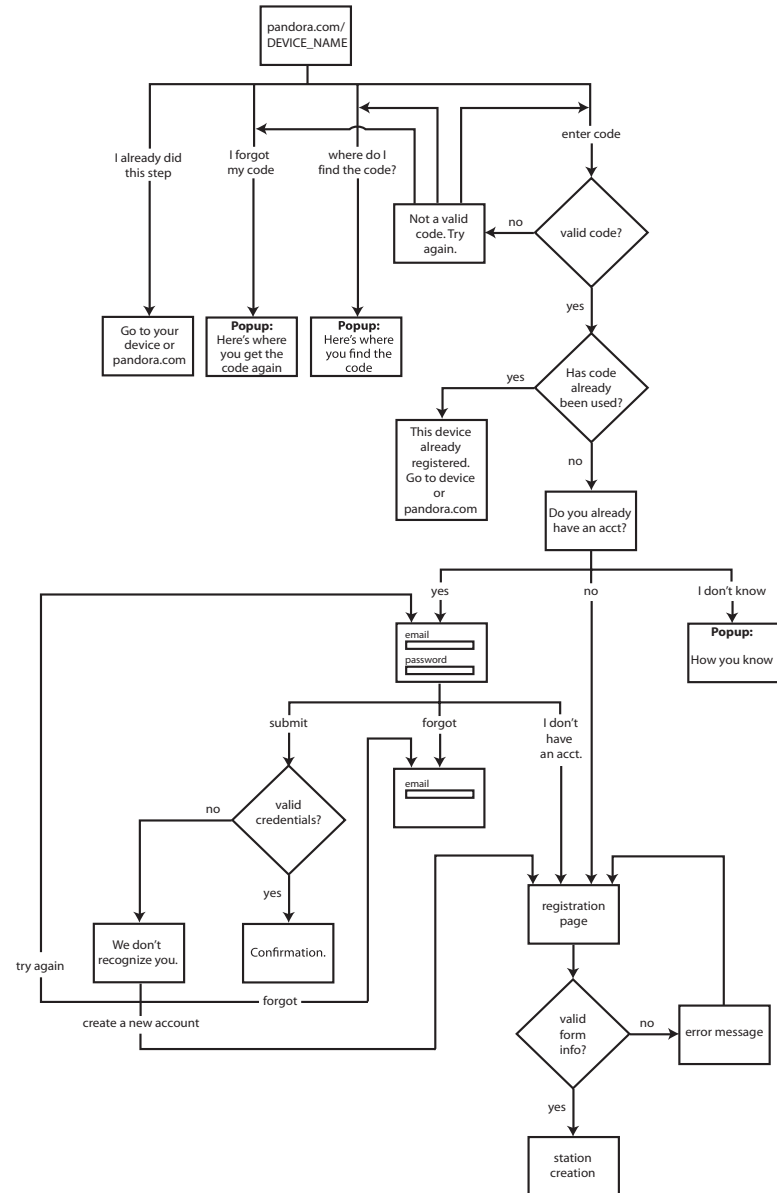 pandora.com/
DEVICE_NAME
I already did
this step
I forgot
my code
where do I
find the code?
enter code
Not a valid
code. Try
again.
no
valid code?
yes
Go to your
device or
pandora.com
Popup:
Here's where
you get the
code again
Popup:
Here's where
you find the
code
yes
Has code
already
been used?
This device
already
registered.
Go to device
or
pandora.com
no
Do you already
have an acct?
yes
no
I don't know
email
password
Popup:
How you know
submit
forgot
I don't
have
an acct.
email
no
valid
credentials?
yes
registration
page
We don't
recognize you.
Confirmation.
try again
forgot
create a new account
valid
form
info?
no
error message
yes
station
creation